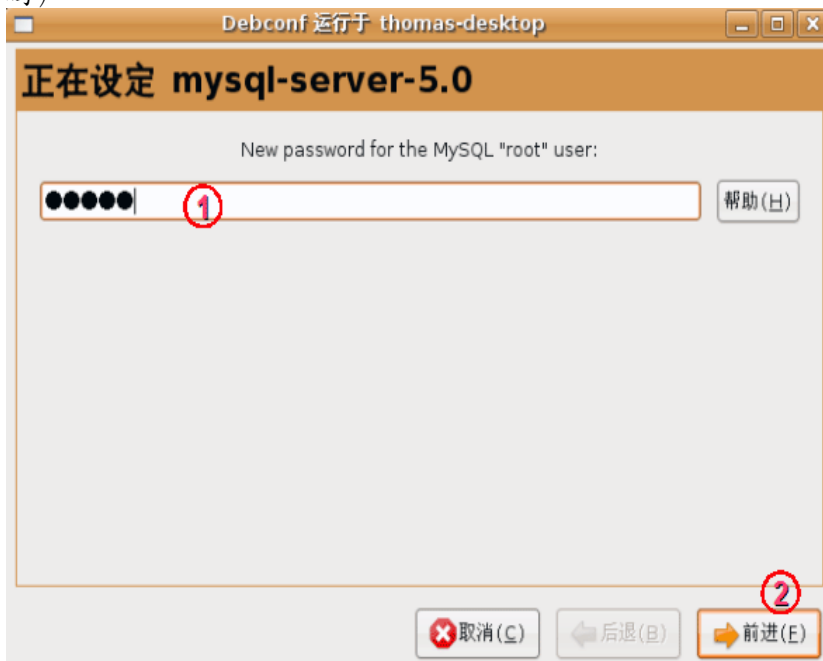 Debconf 运行于 thomas-desktop
正在设定 mysql-server-5.0
New password for the MySQL "root" user:
●●●●● 1
帮助(H)
2
取消(C) 后退(B) 前进(F)